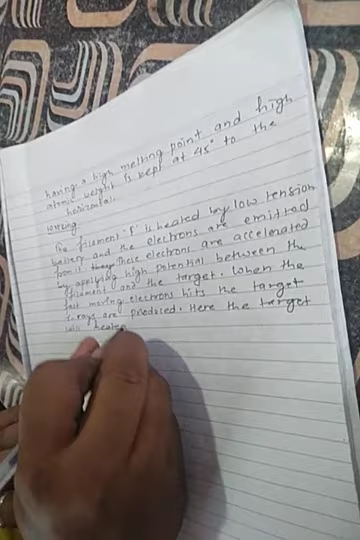 having a high melting point and high
atomic weight is kept at 45° to the
horizontal.
Working:
The filament 'F' is heated by low tension
battery and the electrons are emitted
from it. These electrons are accelerated
by applying high potential between the
filament and the target. When the
fast moving electrons hits the target
x-rays are produced. Here the target
will heated